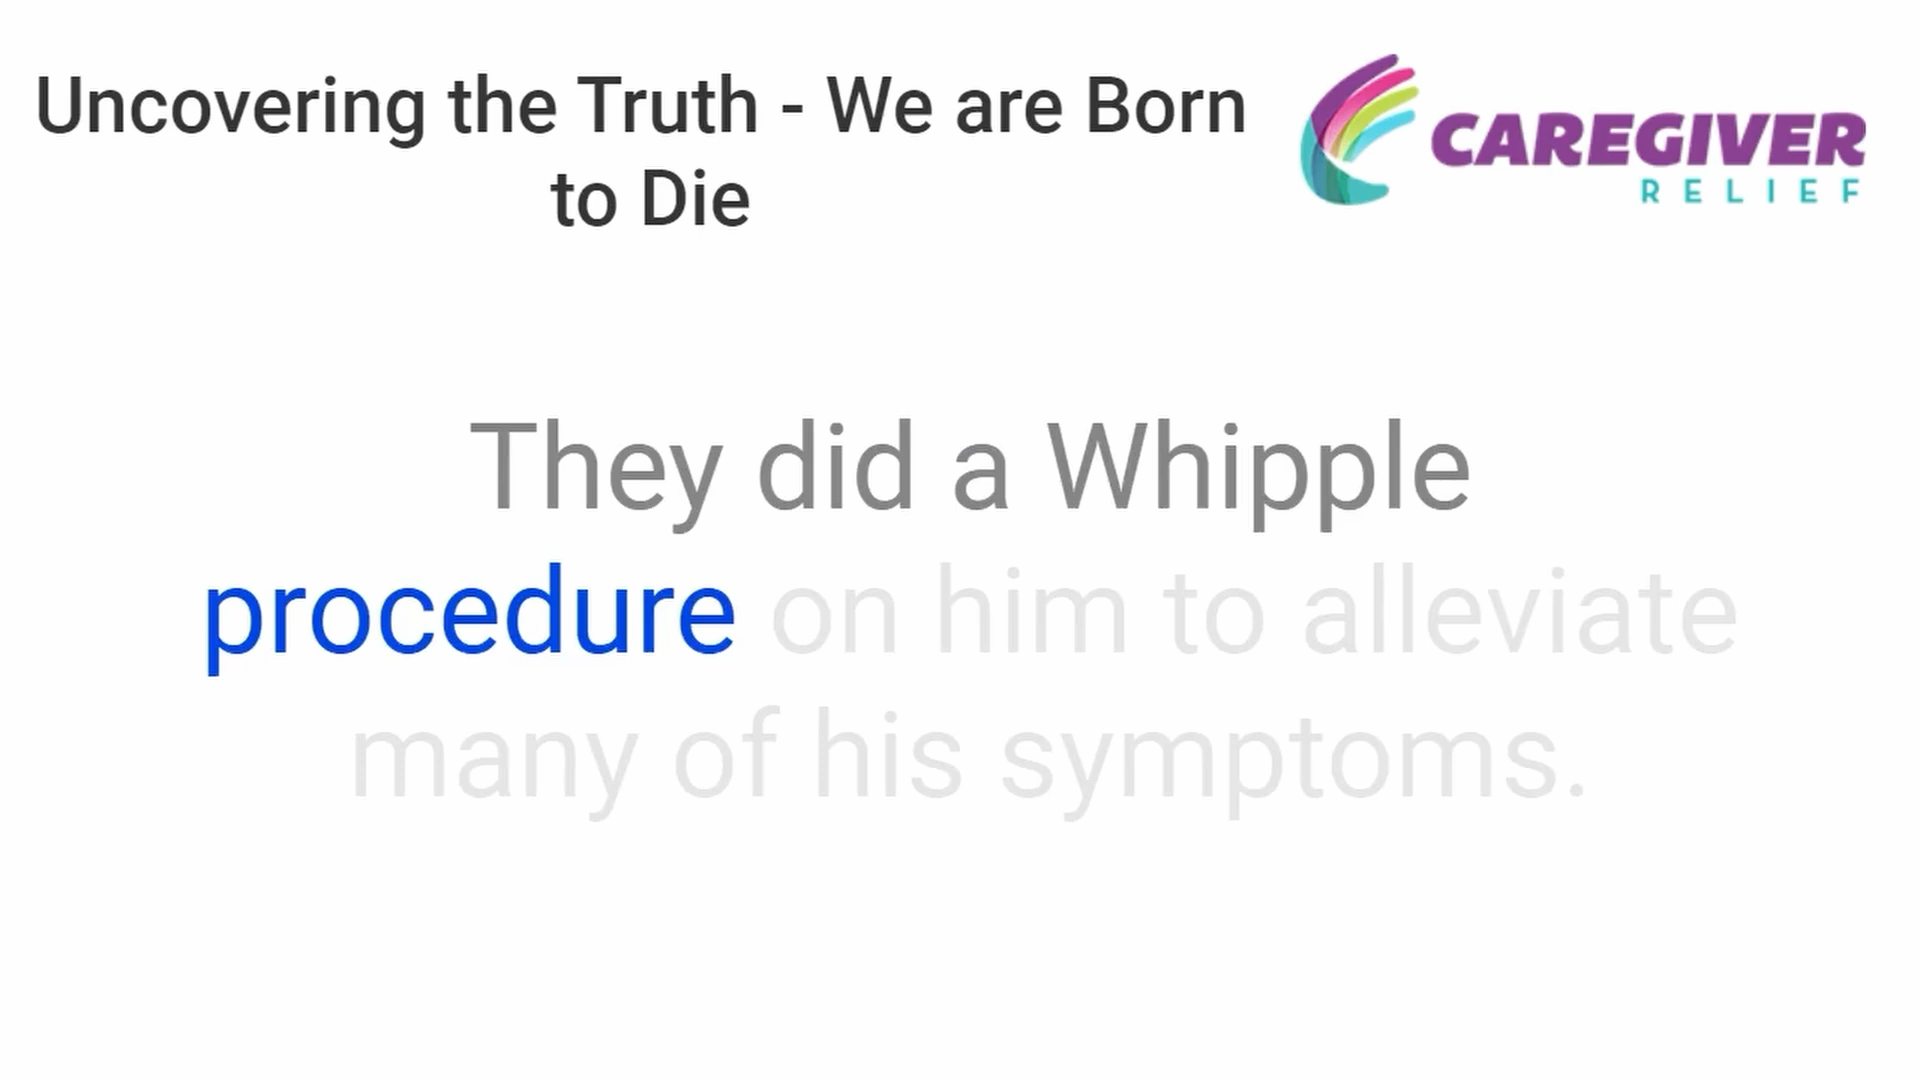 Uncovering the Truth - We are Born
to Die
CAREGIVER
RELIEF
They did a Whipple
procedure on him to alleviate
many of his symptoms.